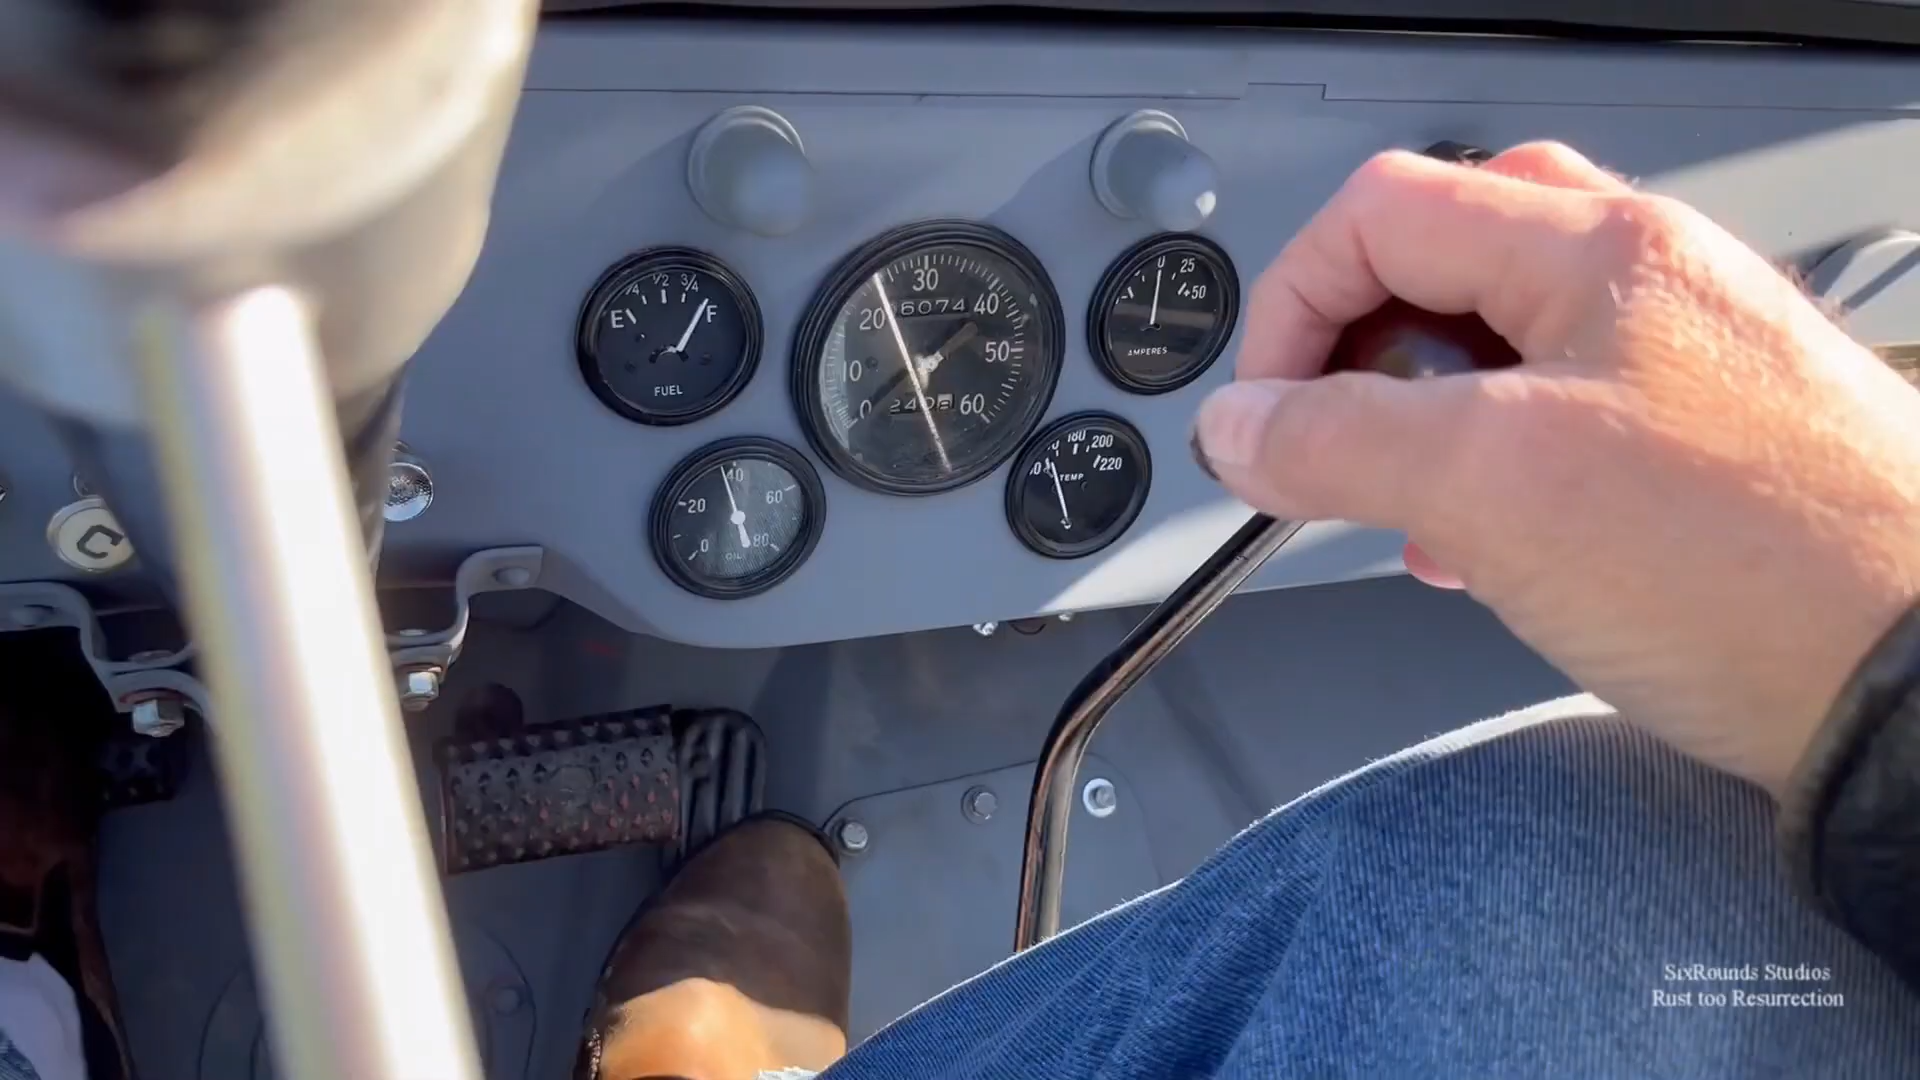 1/2 3/4
E F
FUEL
0 10 20 30 40 50 60
6074
2408
0 25
+50
AMPERES
0 20 40 60 80
OIL
180 200
220
TEMP
C
SixRounds Studios
Rust too Resurrection